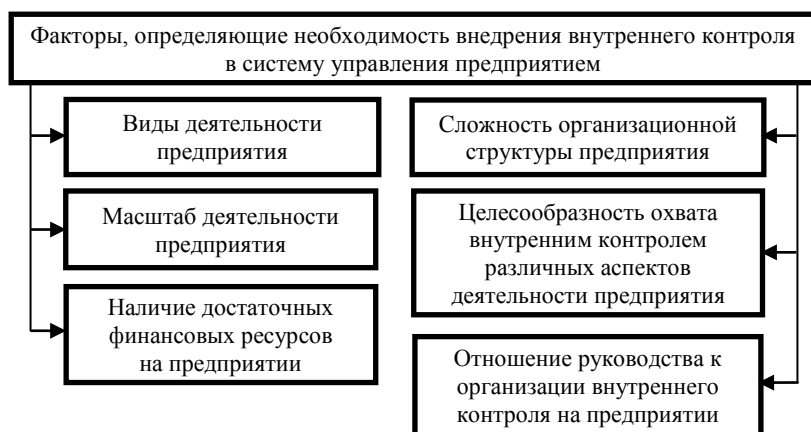 Факторы, определяющие необходимость внедрения внутреннего контроля
в систему управления предприятием
Виды деятельности
предприятия
Масштаб деятельности
предприятия
Наличие достаточных
финансовых ресурсов
на предприятии
Сложность организационной
структуры предприятия
Целесообразность охвата
внутренним контролем
различных аспектов
деятельности предприятия
Отношение руководства к
организации внутреннего
контроля на предприятии